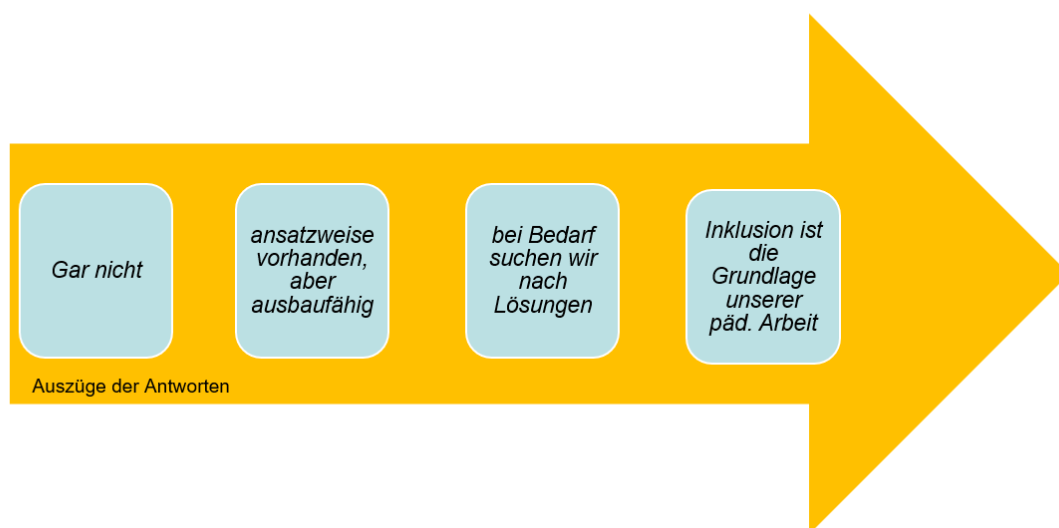 Gar nicht
ansatzweise
vorhanden,
aber
ausbaufähig
bei Bedarf
suchen wir
nach
Lösungen
Inklusion ist
die
Grundlage
unserer
päd. Arbeit
Auszüge der Antworten